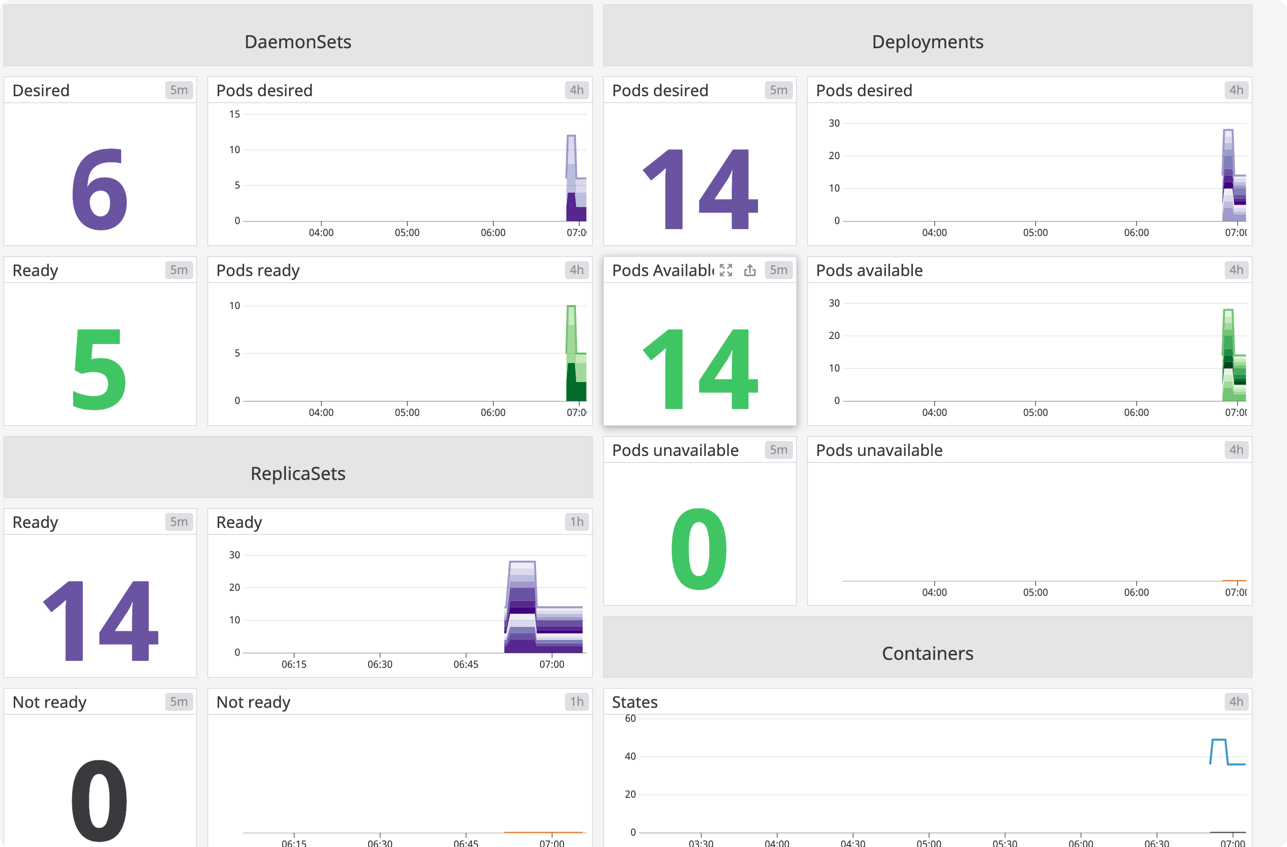 DaemonSets
Desired 5m
6
Pods desired 4h
15
10
5
0
04:00 05:00 06:00 07:0
Ready 5m
5
Pods ready 4h
10
5
0
04:00 05:00 06:00 07:0
ReplicaSets
Ready 5m
14
Ready 1h
30
20
10
0
06:15 06:30 06:45 07:00
Not ready 5m
0
Not ready 1h
06:15 06:30 06:45 07:00
Deployments
Pods desired 5m
14
Pods desired 4h
30
20
10
0
04:00 05:00 06:00 07:00
Pods Availabl 5m
14
Pods available 4h
30
20
10
0
04:00 05:00 06:00 07:00
Pods unavailable 5m
0
Pods unavailable 4h
04:00 05:00 06:00 07:00
Containers
States 4h
60
40
20
0
03:30 04:00 04:30 05:00 05:30 06:00 06:30 07:00